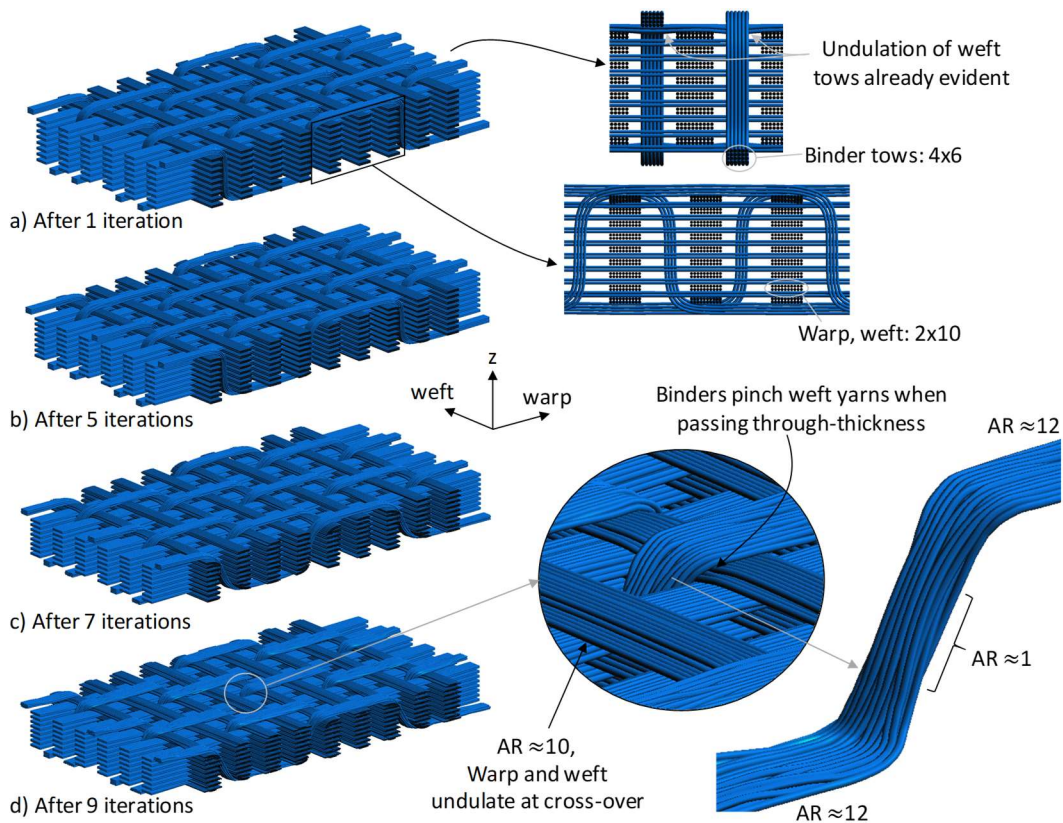 Undulation of weft
tows already evident
Binder tows: 4x6
a) After 1 iteration
Warp, weft: 2x10
z
weft
warp
b) After 5 iterations
Binders pinch weft yarns when
passing through-thickness
AR ≈12
c) After 7 iterations
AR ≈1
AR ≈10,
Warp and weft
undulate at cross-over
d) After 9 iterations
AR ≈12